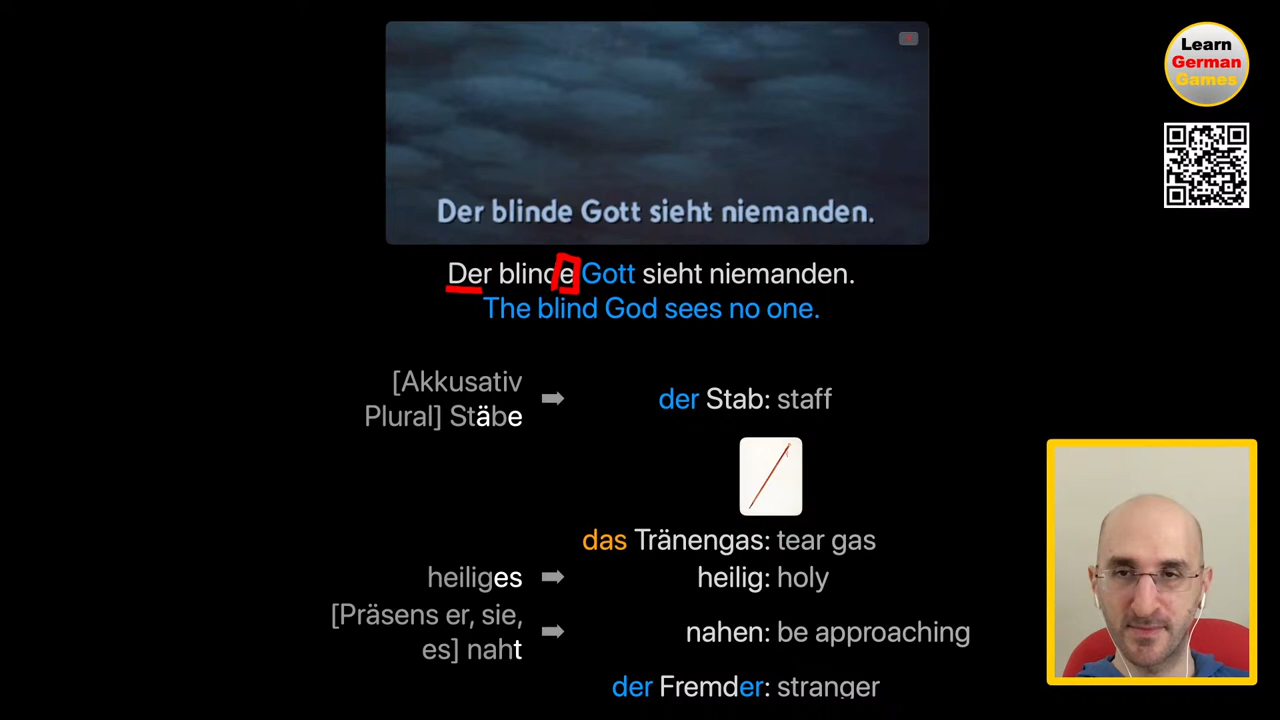 Learn
German
Games
Der blinde Gott sieht niemanden.
Der blinde Gott sieht niemanden.
The blind God sees no one.
[Akkusativ
Plural] Stäbe ➡ der Stab: staff
das Tränengas: tear gas
heiliges ➡ heilig: holy
[Präsens er, sie,
es] naht ➡ nahen: be approaching
der Fremder: stranger